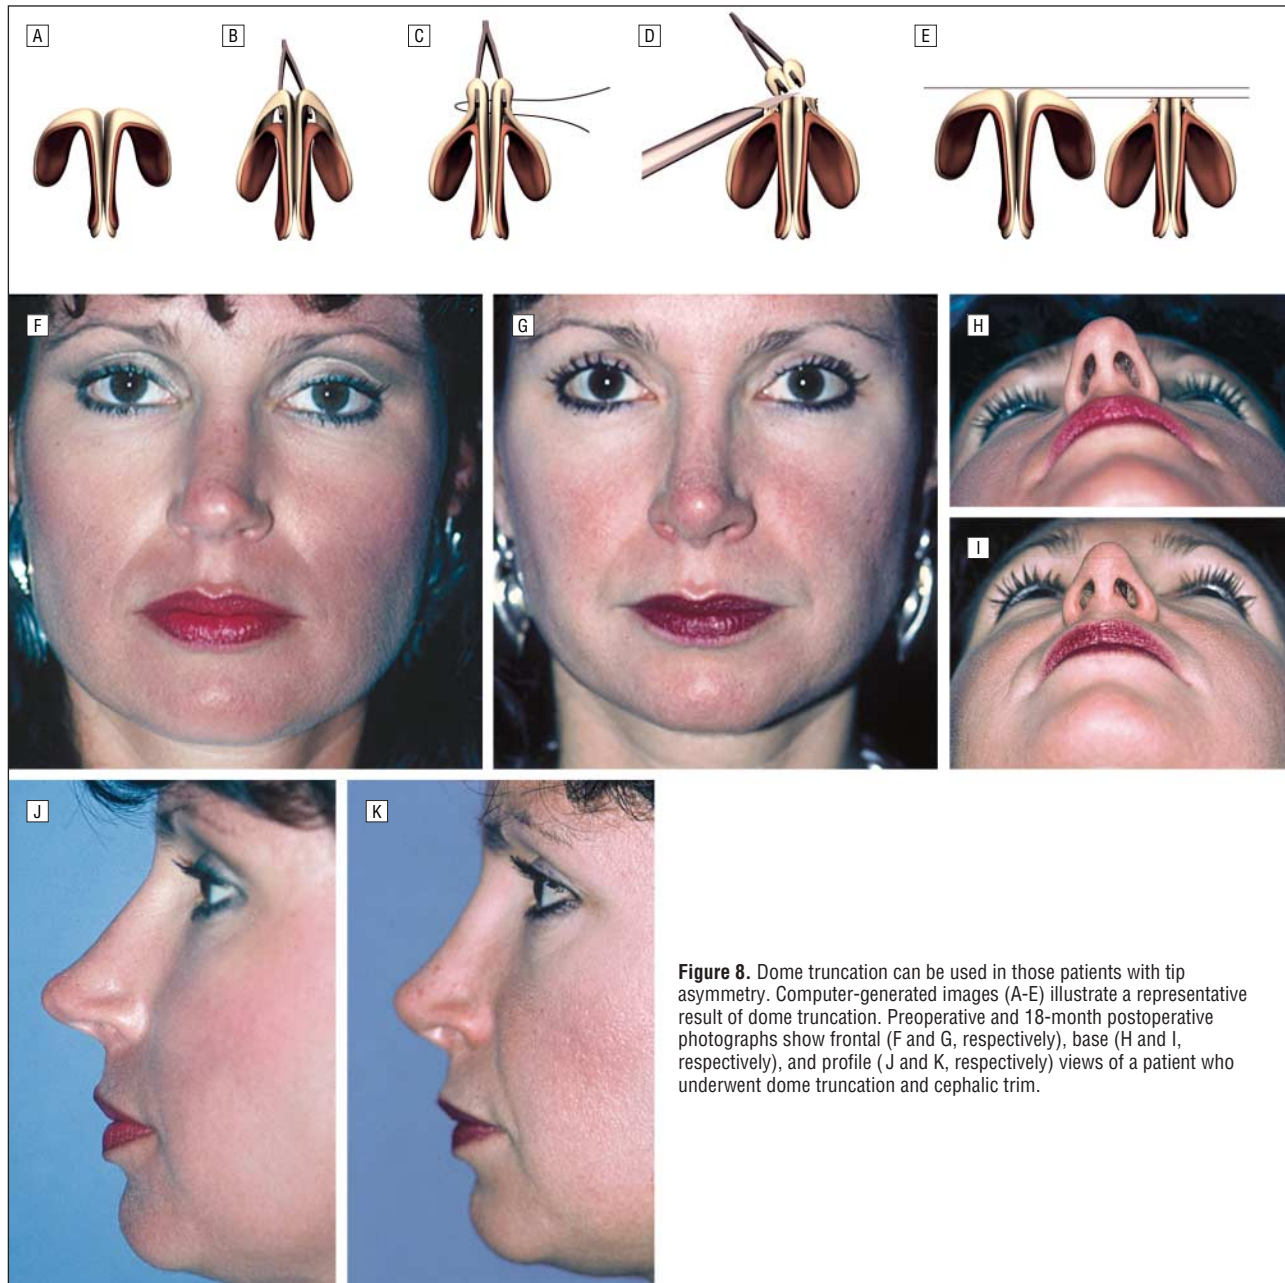 A
B
C
D
E
F
G
H
I
J
K
Figure 8. Dome truncation can be used in those patients with tip
asymmetry. Computer-generated images (A-E) illustrate a representative
result of dome truncation. Preoperative and 18-month postoperative
photographs show frontal (F and G, respectively), base (H and I,
respectively), and profile (J and K, respectively) views of a patient who
underwent dome truncation and cephalic trim.